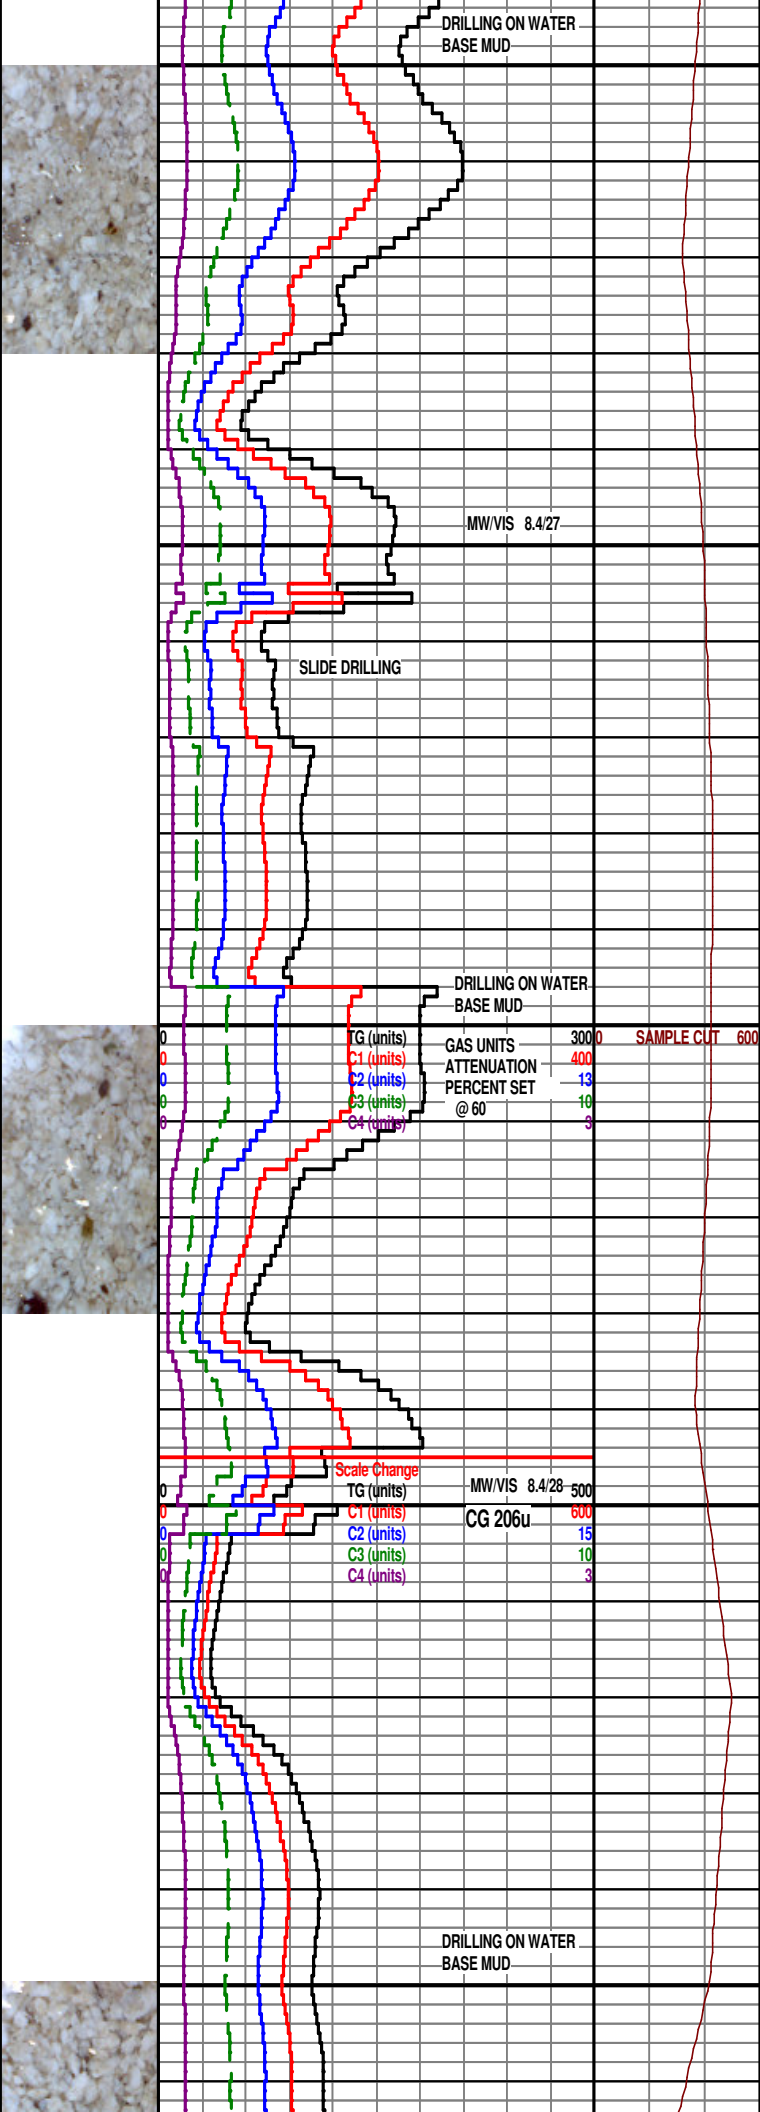 DRILLING ON WATER
BASE MUD
MW/VIS 8.4/27
SLIDE DRILLING
DRILLING ON WATER
BASE MUD
0 TG (units) 300
0 SAMPLE CUT 600
0 C1 (units) 400
0 C2 (units) 13
0 C3 (units) 10
0 C4 (units) 3
GAS UNITS
ATTENUATION
PERCENT SET
@ 60
Scale Change
MW/VIS 8.4/28
0 TG (units) 500
0 C1 (units) 600
CG 206u
0 C2 (units) 15
0 C3 (units) 10
0 C4 (units) 3
DRILLING ON WATER
BASE MUD